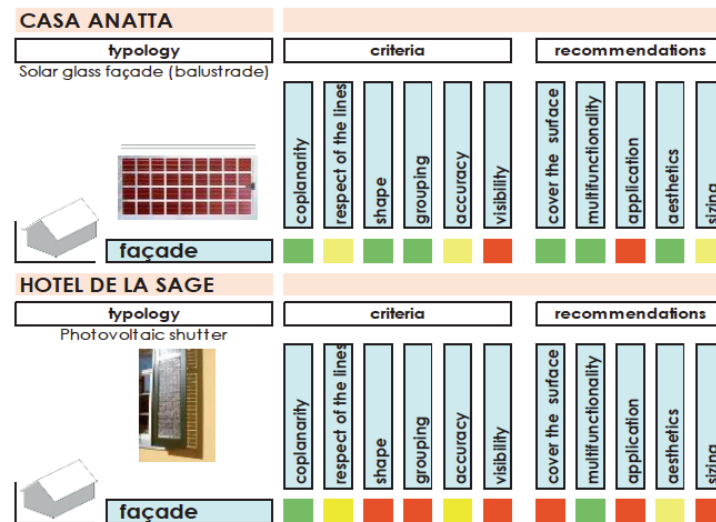 CASA ANATTA
typology
criteria
recommendations
Solar glass façade (balustrade)
coplanarity
respect of the lines
shape
grouping
accuracy
visibility
cover the surface
multifunctionality
application
aesthetics
sizing
façade
HOTEL DE LA SAGE
typology
criteria
recommendations
Photovoltaic shutter
coplanarity
respect of the lines
shape
grouping
accuracy
visibility
cover the surface
multifunctionality
application
aesthetics
sizing
façade